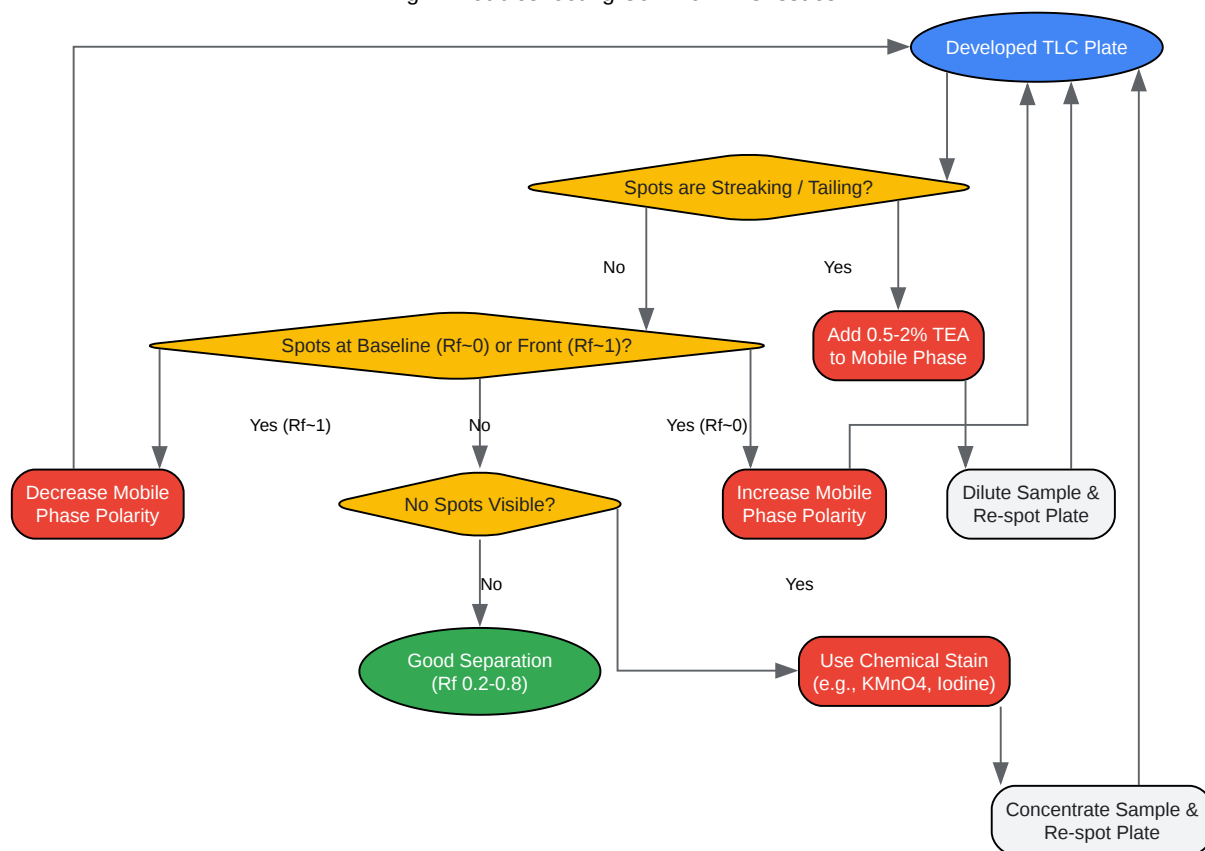 Developed TLC Plate
Spots are Streaking / Tailing?
No
Yes
Add 0.5-2% TEA
to Mobile Phase
Spots at Baseline (Rf~0) or Front (Rf~1)?
Yes (Rf~1)
No
Yes (Rf~0)
Decrease Mobile
Phase Polarity
No Spots Visible?
Increase Mobile
Phase Polarity
Dilute Sample &
Re-spot Plate
No
Yes
Good Separation
(Rf 0.2-0.8)
Use Chemical Stain
(e.g., KMnO4, Iodine)
Concentrate Sample &
Re-spot Plate